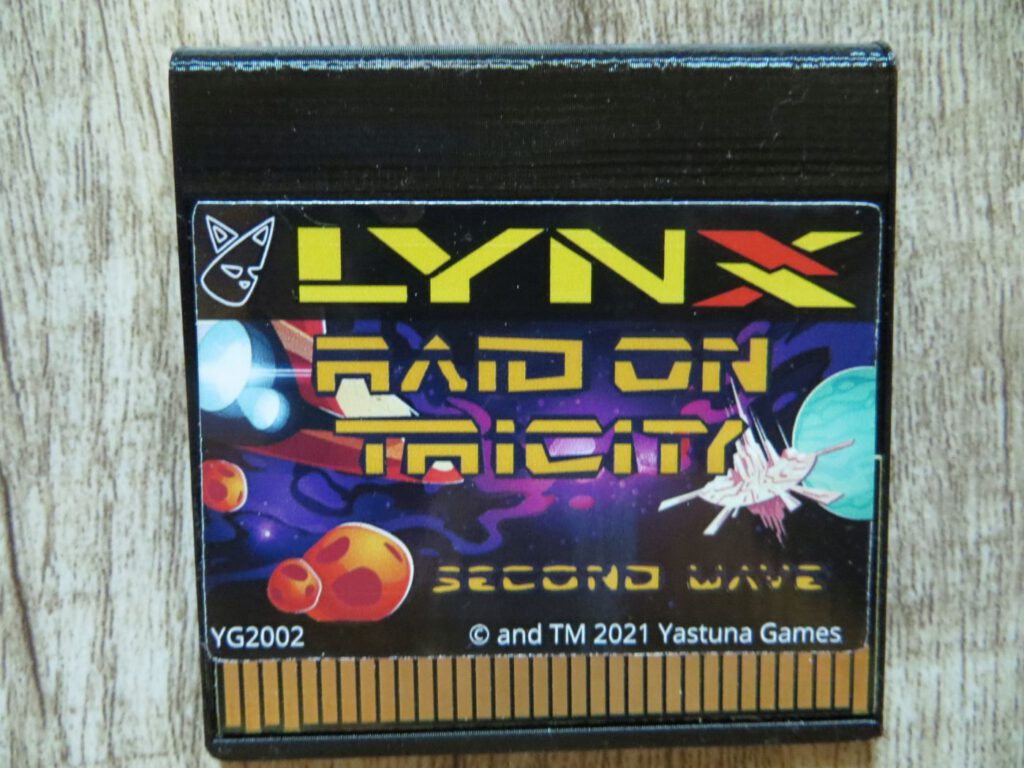 LYNX
RAID ON
TRICITY
SECOND WAVE
YG2002 © and TM 2021 Yastuna Games